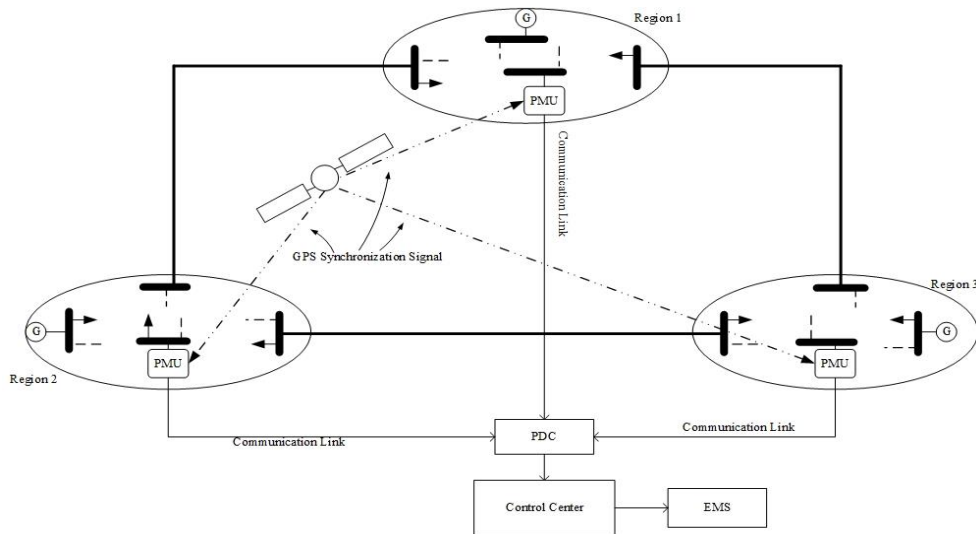 G
Region 1
PMU
Communication Link
GPS Synchronization Signal
Region 3
G
G
PMU
PMU
Region 2
Communication Link
Communication Link
PDC
Control Center
EMS